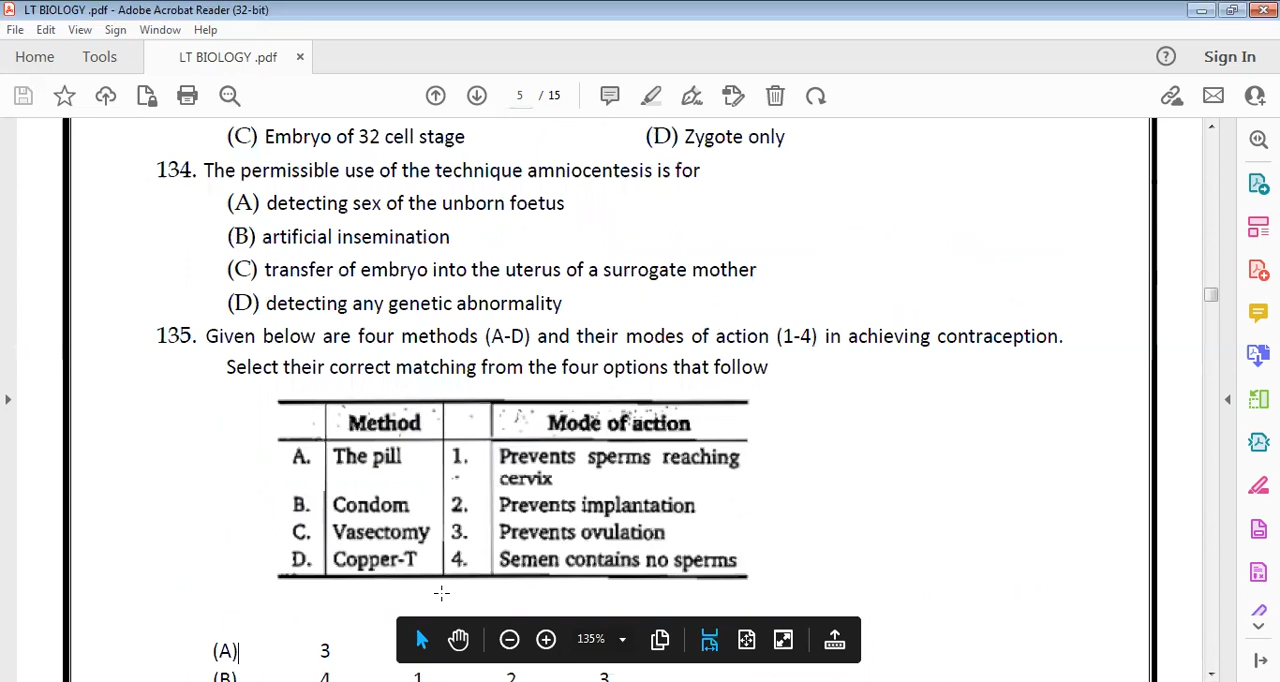 LT BIOLOGY .pdf - Adobe Acrobat Reader (32-bit)
File Edit View Sign Window Help
Home Tools LT BIOLOGY .pdf × Sign In
5 / 15
(C) Embryo of 32 cell stage (D) Zygote only
134. The permissible use of the technique amniocentesis is for
(A) detecting sex of the unborn foetus
(B) artificial insemination
(C) transfer of embryo into the uterus of a surrogate mother
(D) detecting any genetic abnormality
135. Given below are four methods (A-D) and their modes of action (1-4) in achieving contraception.
Select their correct matching from the four options that follow
Method Mode of action
A. The pill 1. Prevents sperms reaching
cervix
B. Condom 2. Prevents implantation
C. Vasectomy 3. Prevents ovulation
D. Copper-T 4. Semen contains no sperms
135%
(A) 3
(B) 4 1 2 3